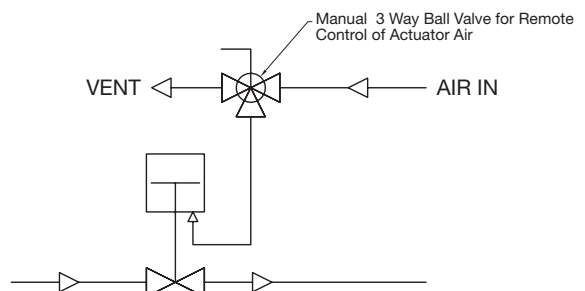 Manual 3 Way Ball Valve for Remote
Control of Actuator Air
VENT
AIR IN